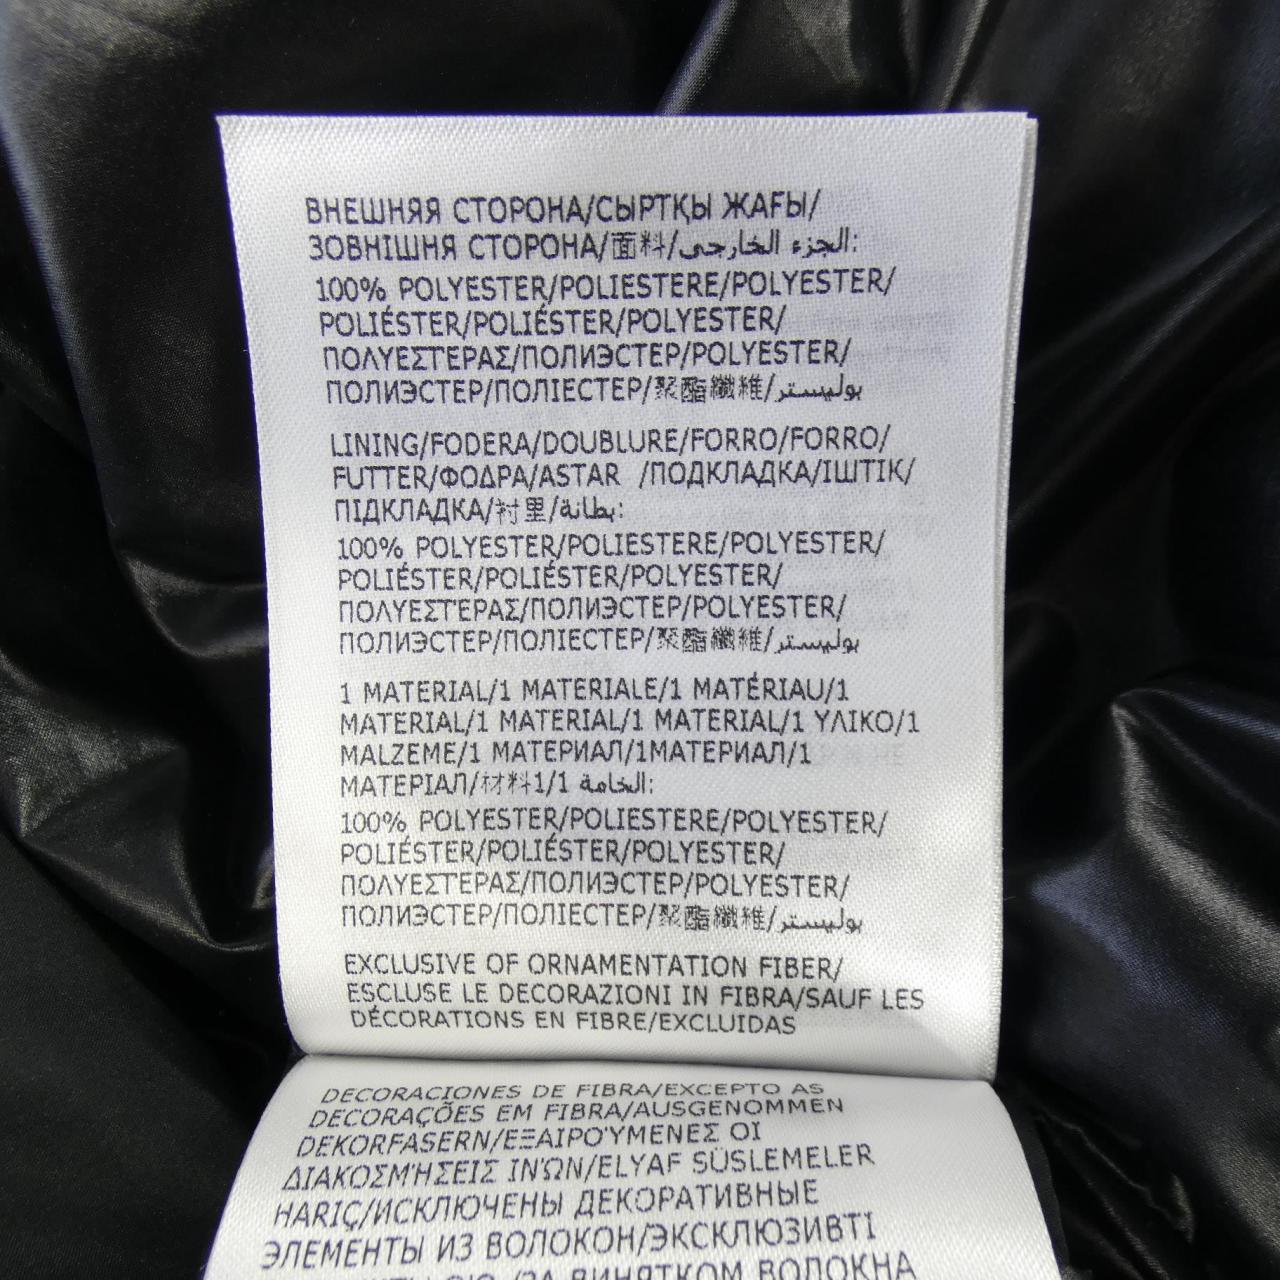 ВНЕШНЯЯ СТОРОНА/СЫРТҚЫ ЖАҒЫ/
ЗОВНІШНЯ СТОРОНА/面料/الجزء الخارجى:
100% POLYESTER/POLIESTERE/POLYESTER/
POLIÉSTER/POLIÉSTER/POLYESTER/
ΠΟΛΥΕΣΤΕΡΑΣ/ПОЛИЭСТЕР/POLYESTER/
ПОЛИЭСТЕР/ПОЛІЕСТЕР/聚酯纖維/بوليستر
LINING/FODERA/DOUBLURE/FORRO/FORRO/
FUTTER/ΦΟΔΡΑ/ASTAR /ПОДКЛАДКА/ІШТІК/
ПІДКЛАДКА/衬里/بطانة:
100% POLYESTER/POLIESTERE/POLYESTER/
POLIÉSTER/POLIÉSTER/POLYESTER/
ΠΟΛΥΕΣΤΕΡΑΣ/ПОЛИЭСТЕР/POLYESTER/
ПОЛИЭСТЕР/ПОЛІЕСТЕР/聚酯纖維/بوليستر
1 MATERIAL/1 MATERIALE/1 MATÉRIAU/1
MATERIAL/1 MATERIAL/1 MATERIAL/1 ΥΛΙΚΟ/1
MALZEME/1 МАТЕРИАЛ/1МАТЕРИАЛ/1
МАТЕРІАЛ/材料1/1 الخامة:
100% POLYESTER/POLIESTERE/POLYESTER/
POLIÉSTER/POLIÉSTER/POLYESTER/
ΠΟΛΥΕΣΤΕΡΑΣ/ПОЛИЭСТЕР/POLYESTER/
ПОЛИЭСТЕР/ПОЛІЕСТЕР/聚酯纖維/بوليستر
EXCLUSIVE OF ORNAMENTATION FIBER/
ESCLUSE LE DECORAZIONI IN FIBRA/SAUF LES
DÉCORATIONS EN FIBRE/EXCLUIDAS
DECORACIONES DE FIBRA/EXCEPTO AS
DECORAÇÕES EM FIBRA/AUSGENOMMEN
DEKORFASERN/ΕΞΑΙΡΟΎΜΕΝΕΣ ΟΙ
ΔΙΑΚΟΣΜΉΣΕΙΣ ΙΝΏΝ/ELYAF SÜSLEMELER
HARIÇ/ИСКЛЮЧЕНЫ ДЕКОРАТИВНЫЕ
ЭЛЕМЕНТЫ ИЗ ВОЛОКОН/ЭКСКЛЮЗИВТІ
ВИНЯТКОМ ВОЛОКНА